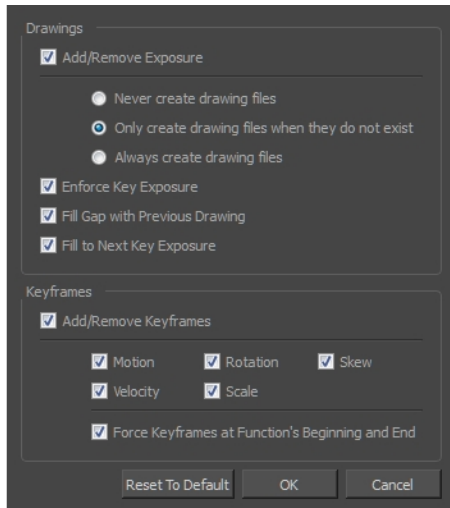 Drawings
Add/Remove Exposure
Never create drawing files
Only create drawing files when they do not exist
Always create drawing files
Enforce Key Exposure
Fill Gap with Previous Drawing
Fill to Next Key Exposure
Keyframes
Add/Remove Keyframes
Motion Rotation Skew
Velocity Scale
Force Keyframes at Function's Beginning and End
Reset To Default OK Cancel